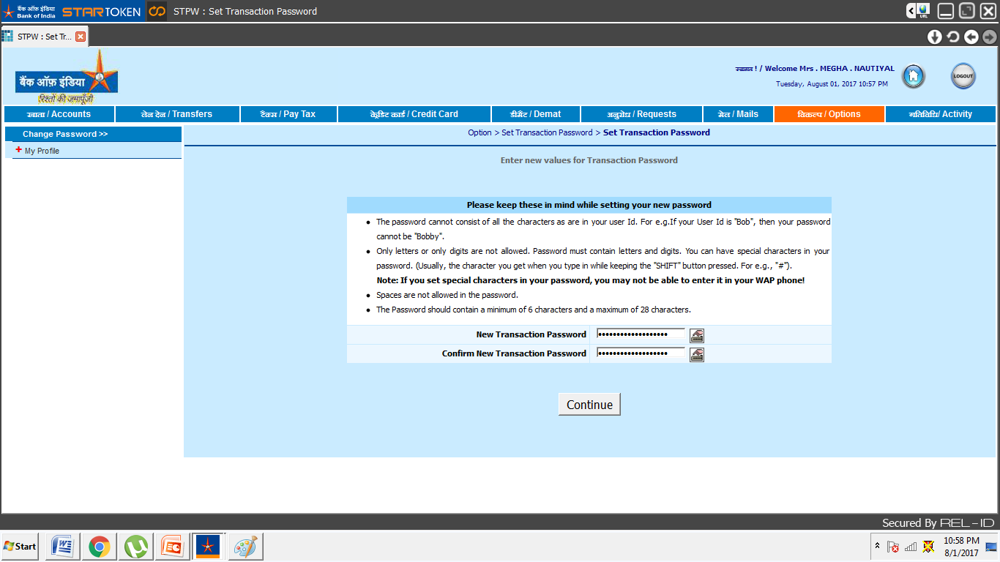 बैंक ऑफ़ इंडिया
Bank of India
STAR TOKEN
STPW : Set Transaction Password
URL
STPW : Set Tr...
बैंक ऑफ़ इंडिया
रिश्तों की जमापूँजी
स्वागत ! / Welcome Mrs . MEGHA . NAUTIYAL
Tuesday, August 01, 2017 10:57 PM
LOGOUT
खाता / Accounts
लेन देन / Transfers
टैक्स / Pay Tax
क्रेडिट कार्ड / Credit Card
डीमैट / Demat
अनुरोध / Requests
मेल / Mails
विकल्प / Options
गतिविधि/ Activity
Change Password >>
My Profile
Option > Set Transaction Password > Set Transaction Password
Enter new values for Transaction Password
Please keep these in mind while setting your new password
• The password cannot consist of all the characters as are in your user Id. For e.g.If your User Id is "Bob", then your password
cannot be "Bobby".
• Only letters or only digits are not allowed. Password must contain letters and digits. You can have special characters in your
password. (Usually, the character you get when you type in while keeping the "SHIFT" button pressed. For e.g., "#").
Note: If you set special characters in your password, you may not be able to enter it in your WAP phone!
• Spaces are not allowed in the password.
• The Password should contain a minimum of 6 characters and a maximum of 28 characters.
New Transaction Password •••••••••••••••••••
Confirm New Transaction Password •••••••••••••••••••
Continue
Secured By REL-ID
Start
10:58 PM
8/1/2017